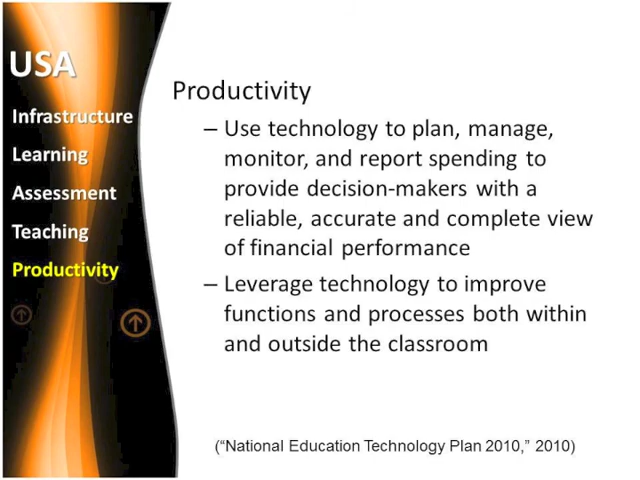 USA
Infrastructure
Learning
Assessment
Teaching
Productivity
Productivity
– Use technology to plan, manage,
monitor, and report spending to
provide decision-makers with a
reliable, accurate and complete view
of financial performance
– Leverage technology to improve
functions and processes both within
and outside the classroom
(“National Education Technology Plan 2010,” 2010)